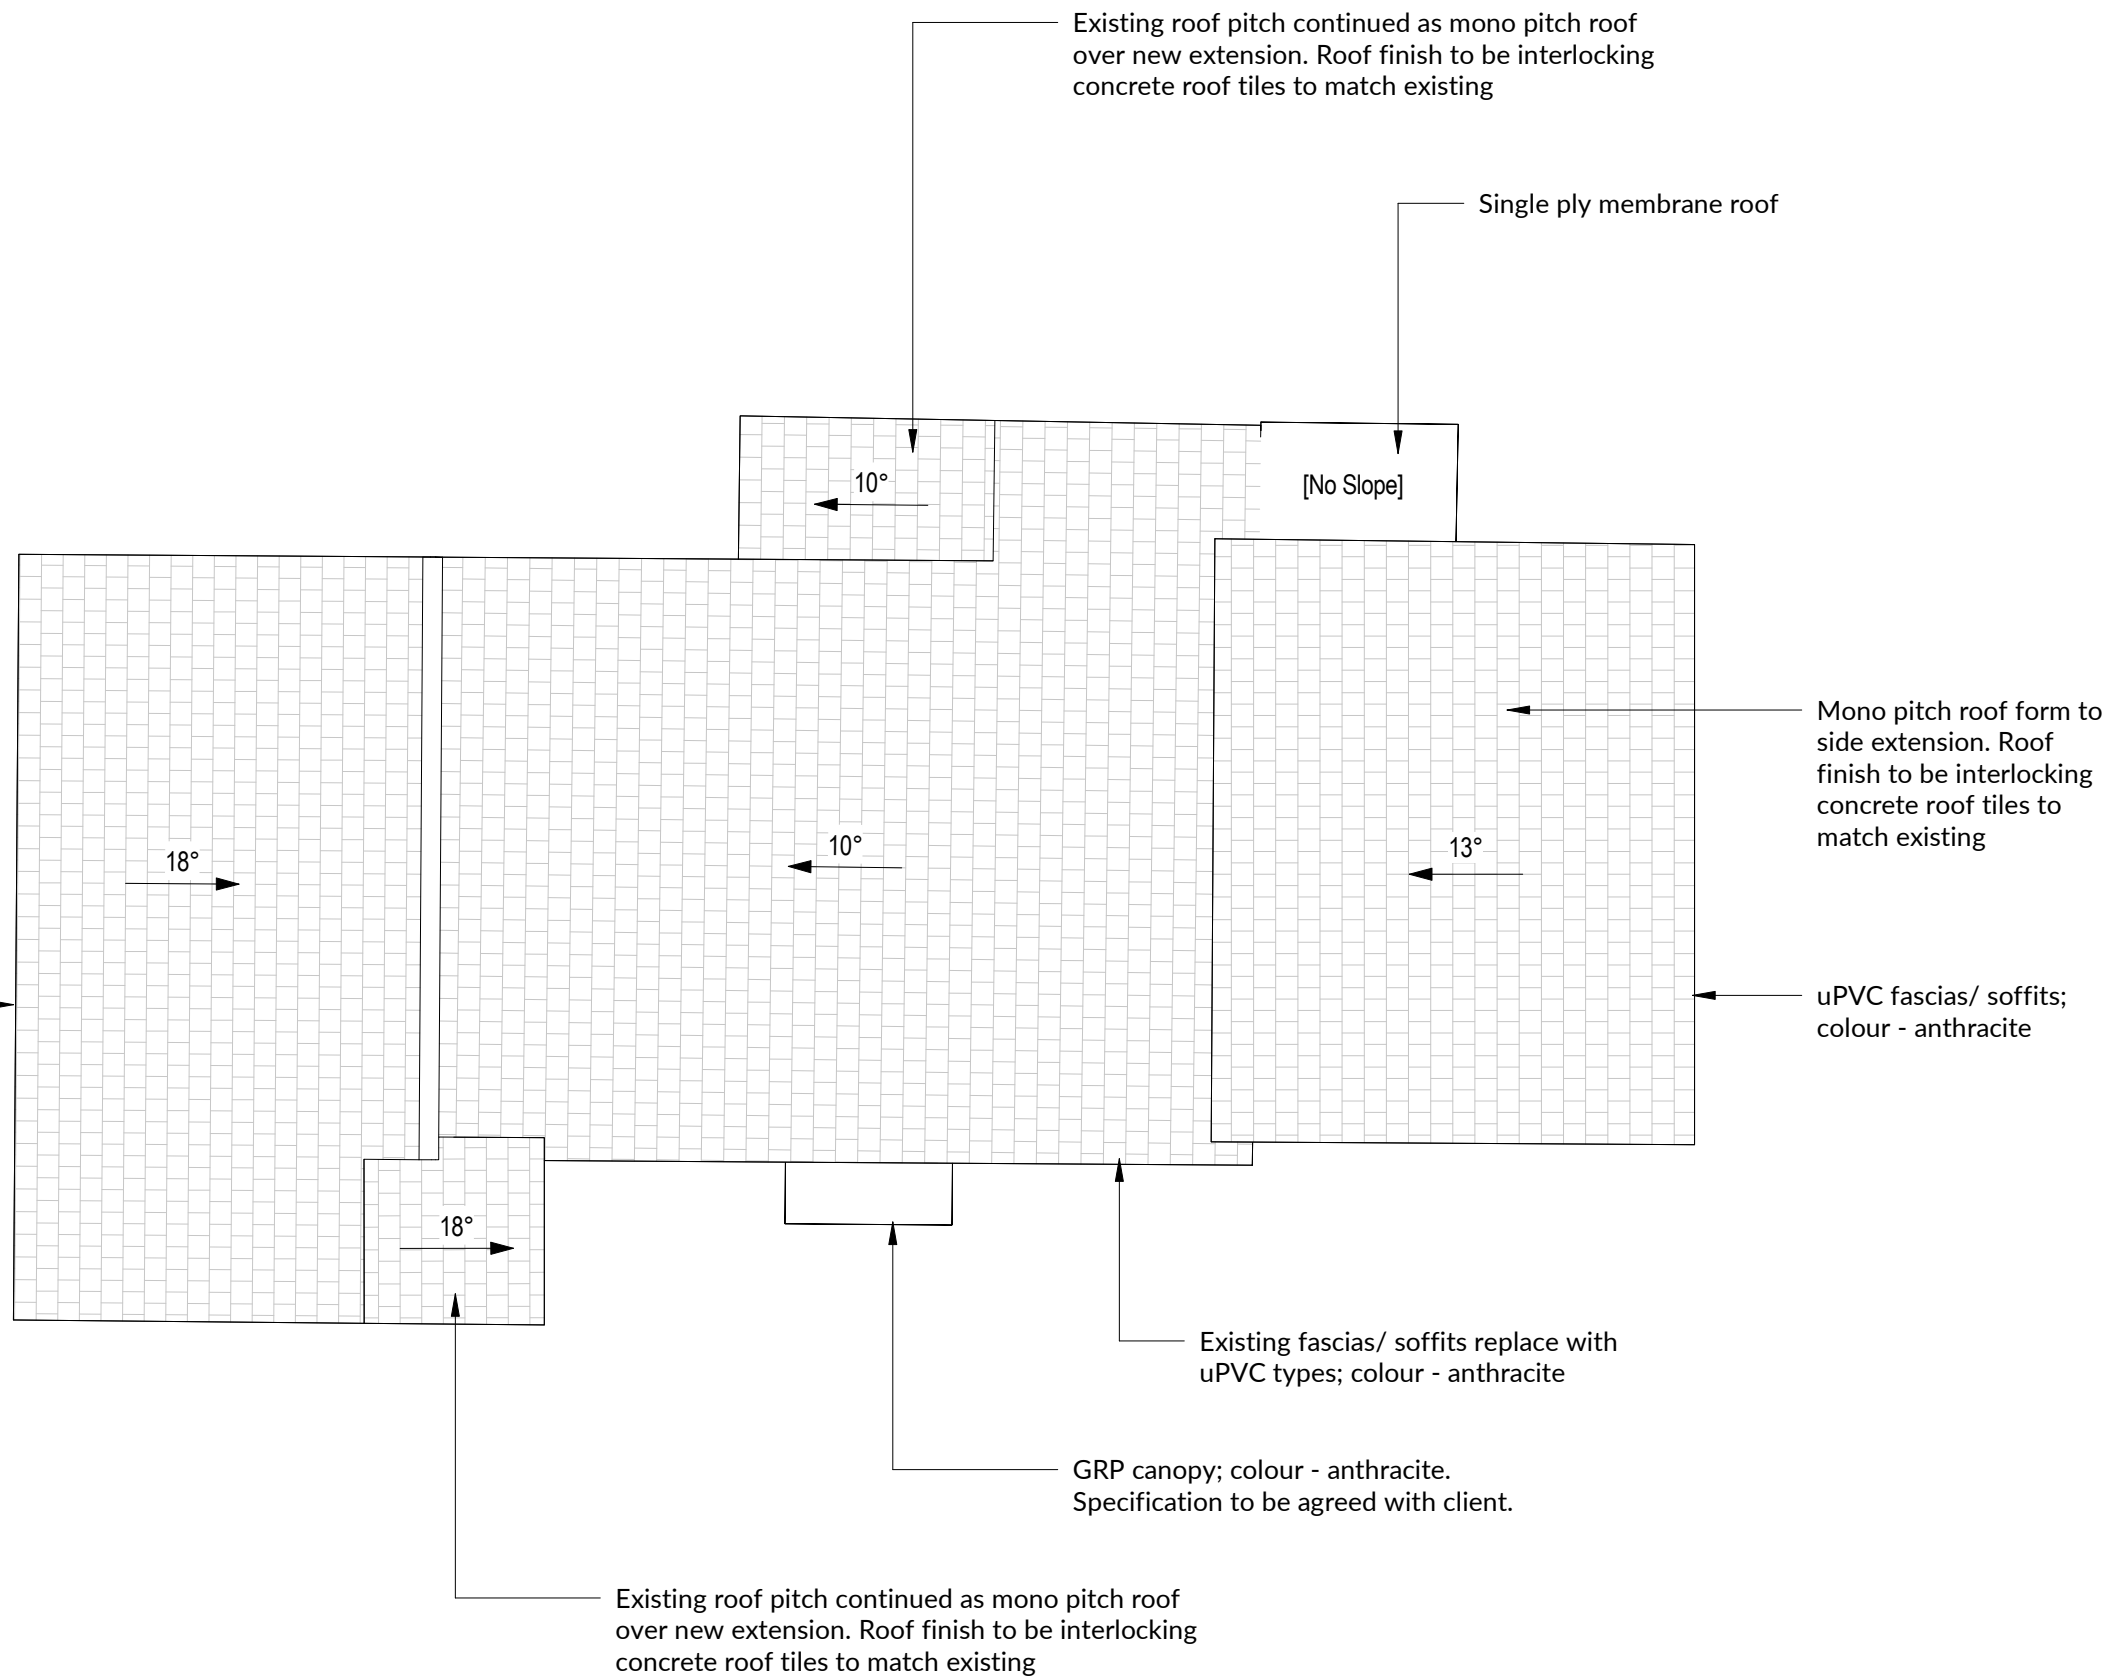 Existing roof pitch continued as mono pitch roof
over new extension. Roof finish to be interlocking
concrete roof tiles to match existing
Single ply membrane roof
10°
[No Slope]
Mono pitch roof form to
side extension. Roof
finish to be interlocking
concrete roof tiles to
match existing
18°
10°
13°
uPVC fascias/ soffits;
colour - anthracite
18°
Existing fascias/ soffits replace with
uPVC types; colour - anthracite
GRP canopy; colour - anthracite.
Specification to be agreed with client.
Existing roof pitch continued as mono pitch roof
over new extension. Roof finish to be interlocking
concrete roof tiles to match existing